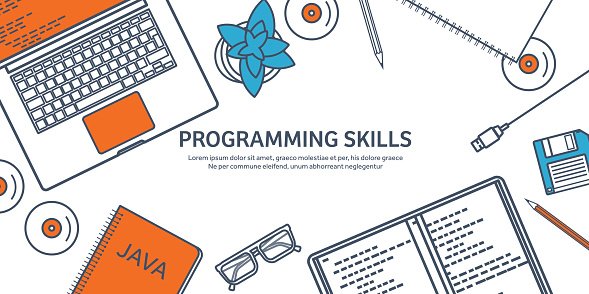 PROGRAMMING SKILLS
Lorem ipsum dolor sit amet, graeco molestiae et per, his dolore graece
Ne per commune eleifend, unum abhorreant neglegentur
JAVA